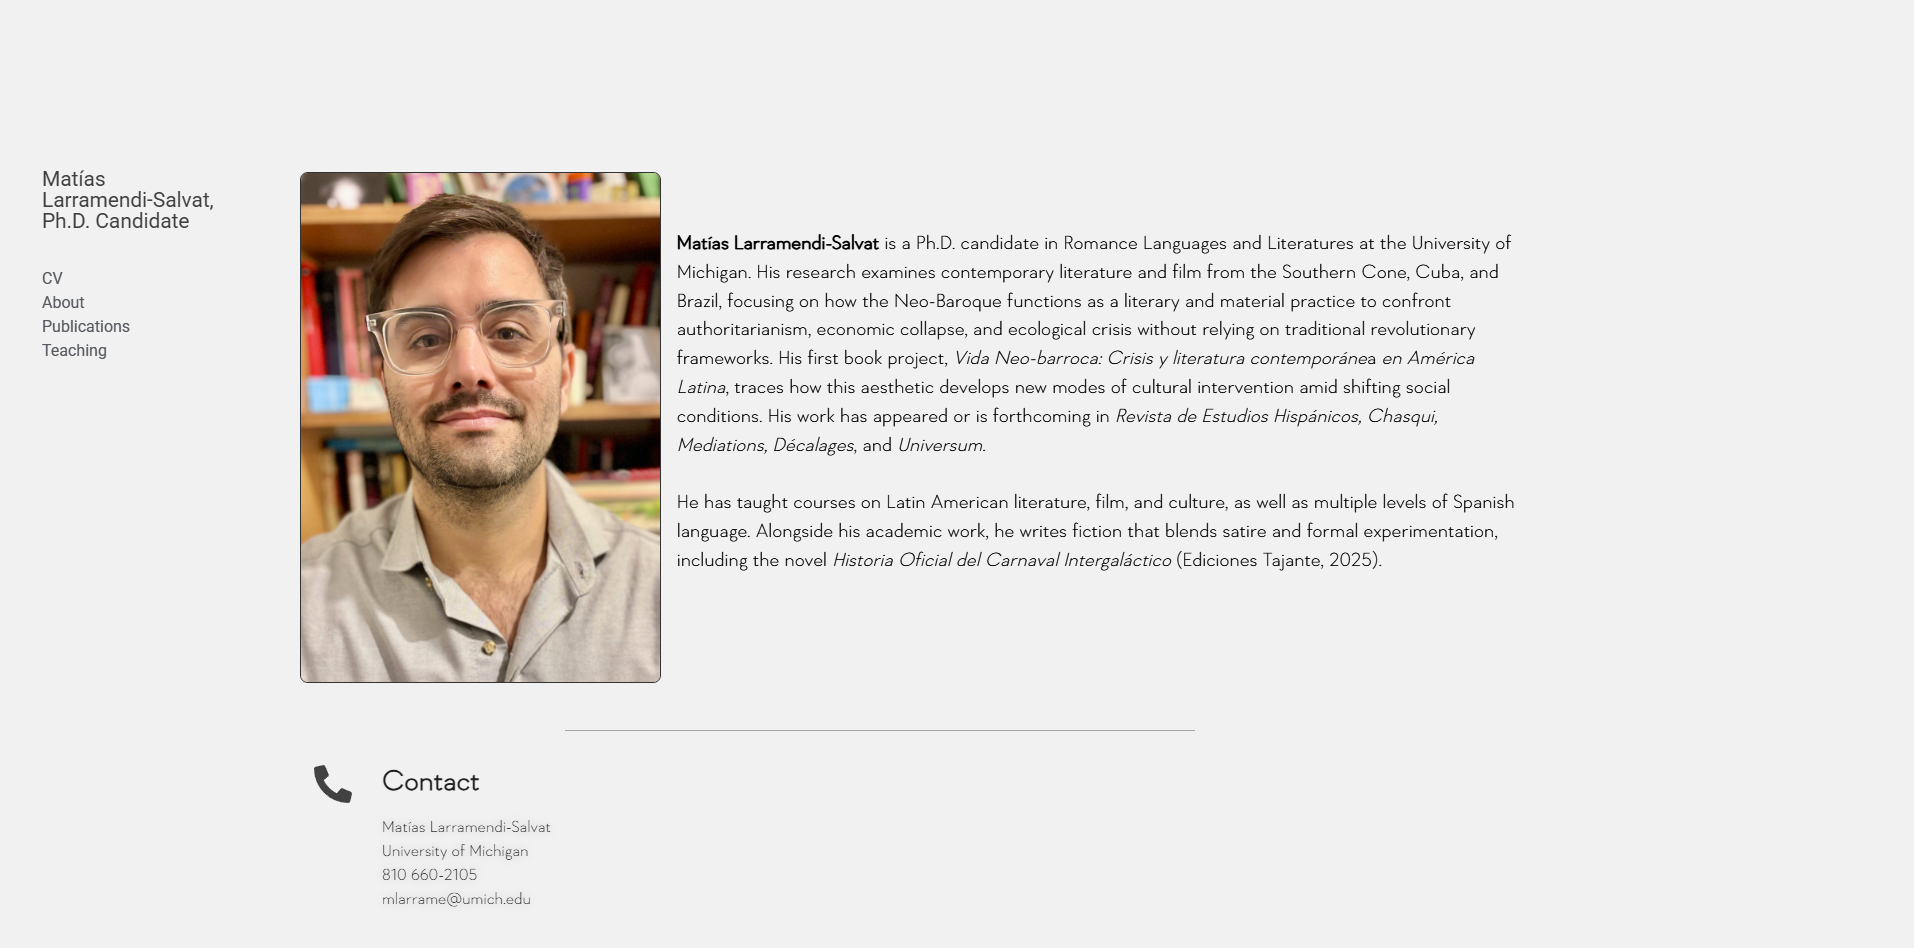 Matías
Larramendi-Salvat,
Ph.D. Candidate
CV
About
Publications
Teaching
Matías Larramendi-Salvat is a Ph.D. candidate in Romance Languages and Literatures at the University of
Michigan. His research examines contemporary literature and film from the Southern Cone, Cuba, and
Brazil, focusing on how the Neo-Baroque functions as a literary and material practice to confront
authoritarianism, economic collapse, and ecological crisis without relying on traditional revolutionary
frameworks. His first book project, Vida Neo-barroca: Crisis y literatura contemporánea en América
Latina, traces how this aesthetic develops new modes of cultural intervention amid shifting social
conditions. His work has appeared or is forthcoming in Revista de Estudios Hispánicos, Chasqui,
Mediations, Décalages, and Universum.
He has taught courses on Latin American literature, film, and culture, as well as multiple levels of Spanish
language. Alongside his academic work, he writes fiction that blends satire and formal experimentation,
including the novel Historia Oficial del Carnaval Intergaláctico (Ediciones Tajante, 2025).
Contact
Matías Larramendi-Salvat
University of Michigan
810 660-2105
mlarrame@umich.edu